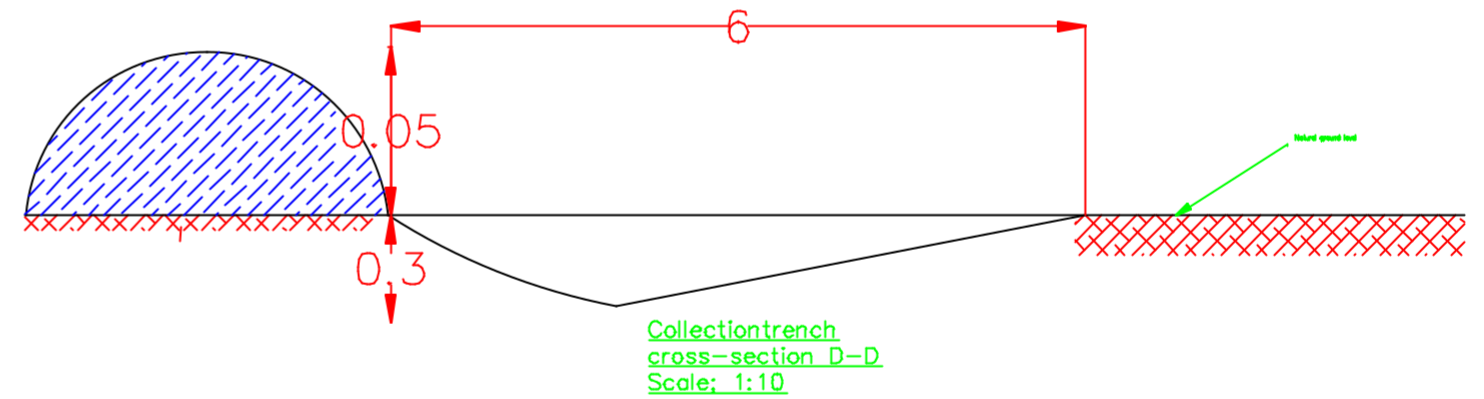 6
0.05
Natural ground level
0,3
Collectiontrench
cross-section D-D
Scale; 1:10